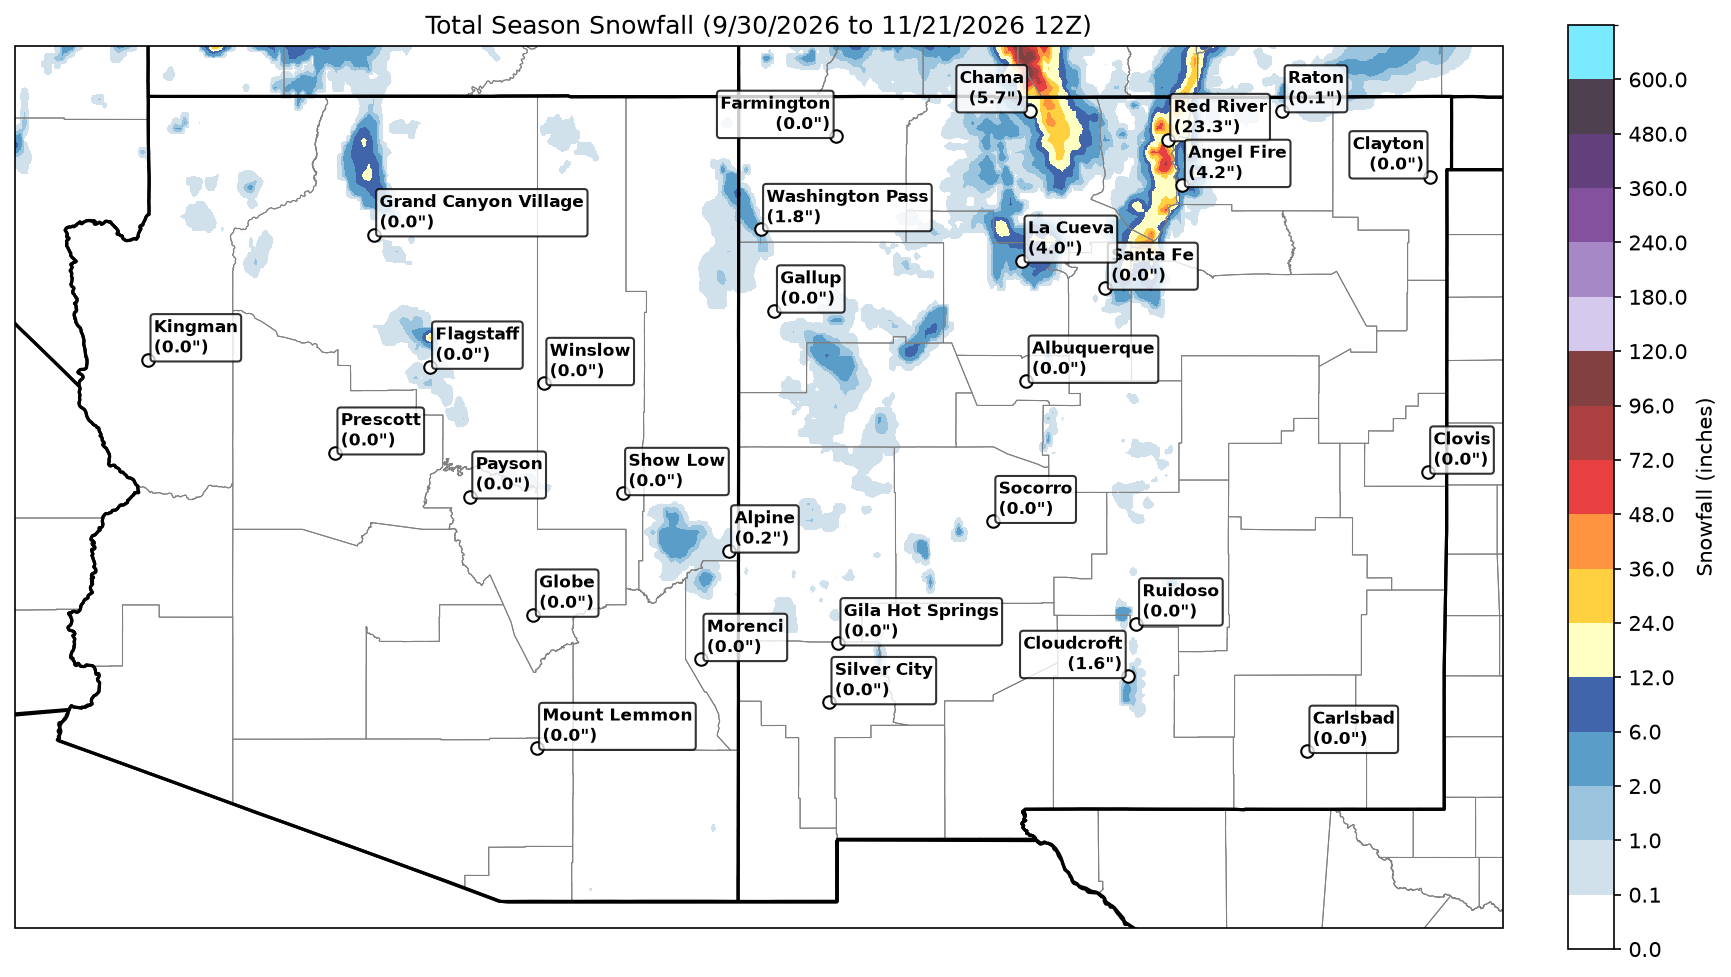 Total Season Snowfall (9/30/2026 to 11/21/2026 12Z)
Chama
(5.7")
Raton
(0.1")
Farmington
(0.0")
Red River
(23.3")
Angel Fire
(4.2")
Clayton
(0.0")
Grand Canyon Village
(0.0")
Washington Pass
(1.8")
La Cueva
(4.0")
Santa Fe
(0.0")
Gallup
(0.0")
Kingman
(0.0")
Flagstaff
(0.0")
Winslow
(0.0")
Albuquerque
(0.0")
Prescott
(0.0")
Payson
(0.0")
Show Low
(0.0")
Clovis
(0.0")
Socorro
(0.0")
Alpine
(0.2")
Globe
(0.0")
Ruidoso
(0.0")
Gila Hot Springs
(0.0")
Morenci
(0.0")
Cloudcroft
(1.6")
Silver City
(0.0")
Mount Lemmon
(0.0")
Carlsbad
(0.0")
600.0
480.0
360.0
240.0
180.0
120.0
96.0
72.0
48.0
36.0
24.0
12.0
6.0
2.0
1.0
0.1
0.0
Snowfall (inches)